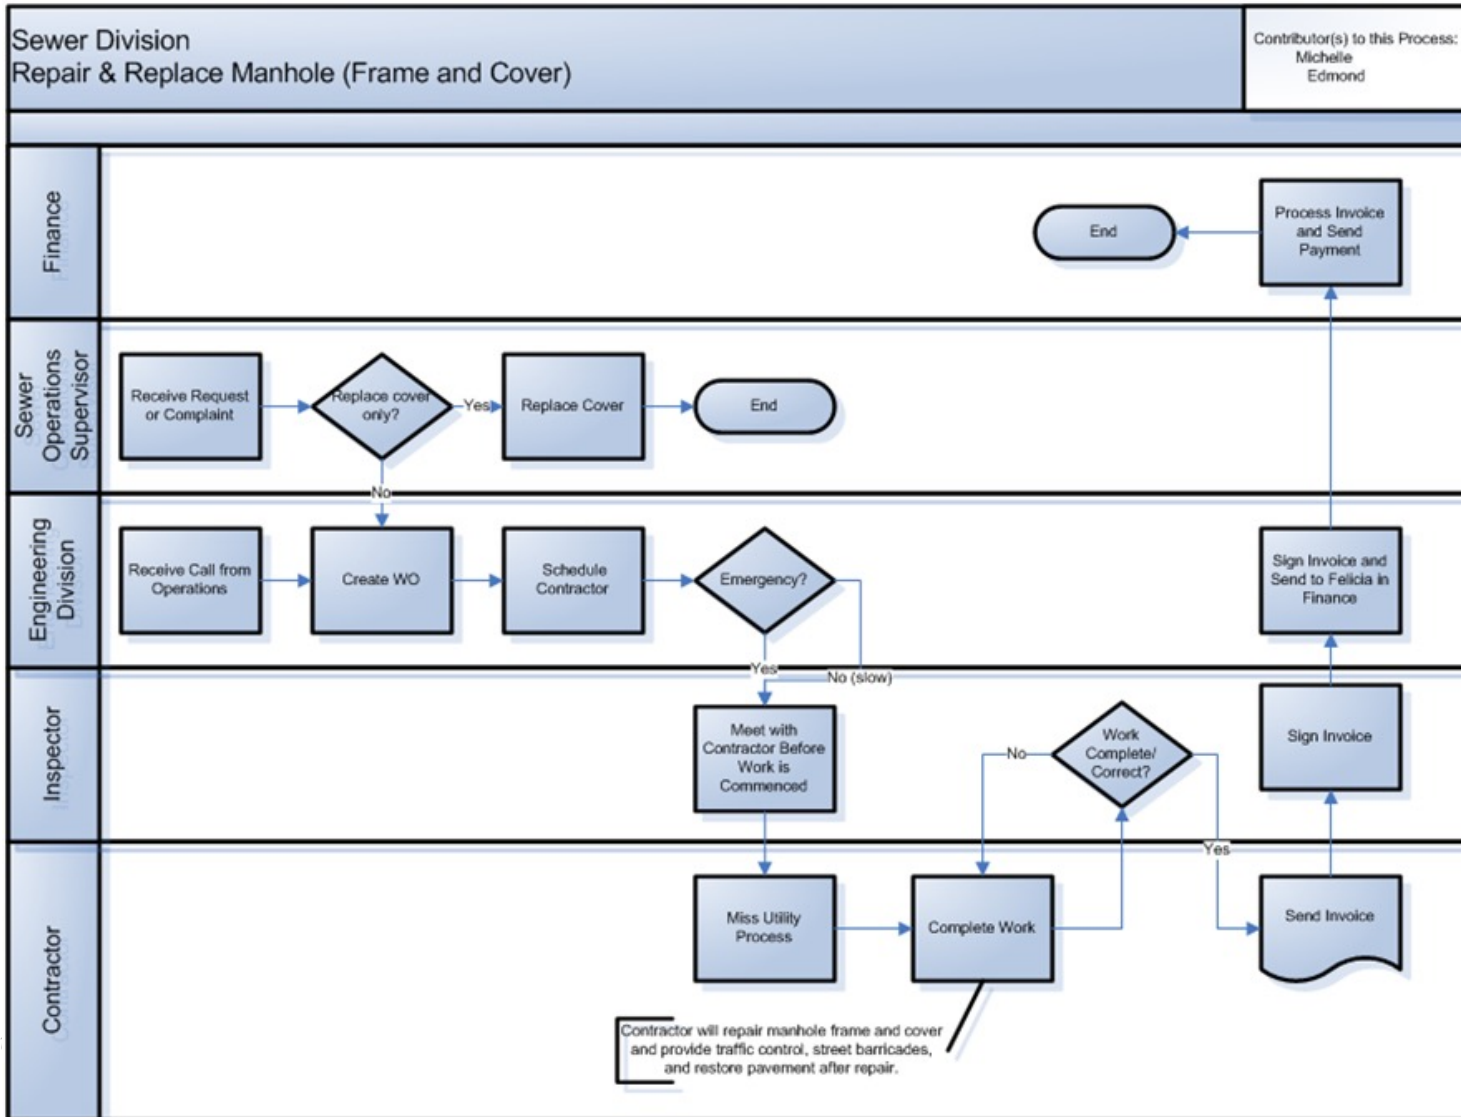 Sewer Division
Repair & Replace Manhole (Frame and Cover)
Contributor(s) to this Process:
Michelle
Edmond
Finance
End
Process Invoice
and Send
Payment
Sewer
Operations
Supervisor
Receive Request
or Complaint
Replace cover
only?
Yes
Replace Cover
End
No
Engineering
Division
Receive Call from
Operations
Create WO
Schedule
Contractor
Emergency?
Sign Invoice and
Send to Felicia in
Finance
Yes
No (slow)
Inspector
Meet with
Contractor Before
Work is
Commenced
No
Work
Complete/
Correct?
Sign Invoice
Yes
Contractor
Miss Utility
Process
Complete Work
Send Invoice
Contractor will repair manhole frame and cover
and provide traffic control, street barricades,
and restore pavement after repair.